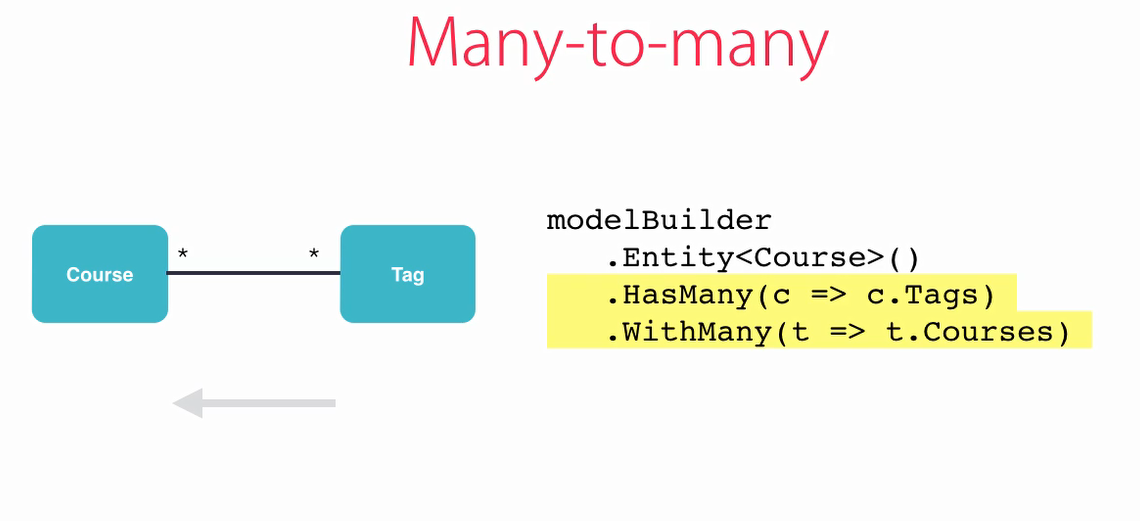 Many-to-many
Course
*
*
Tag
modelBuilder
.Entity<Course>()
.HasMany(c => c.Tags)
.WithMany(t => t.Courses)